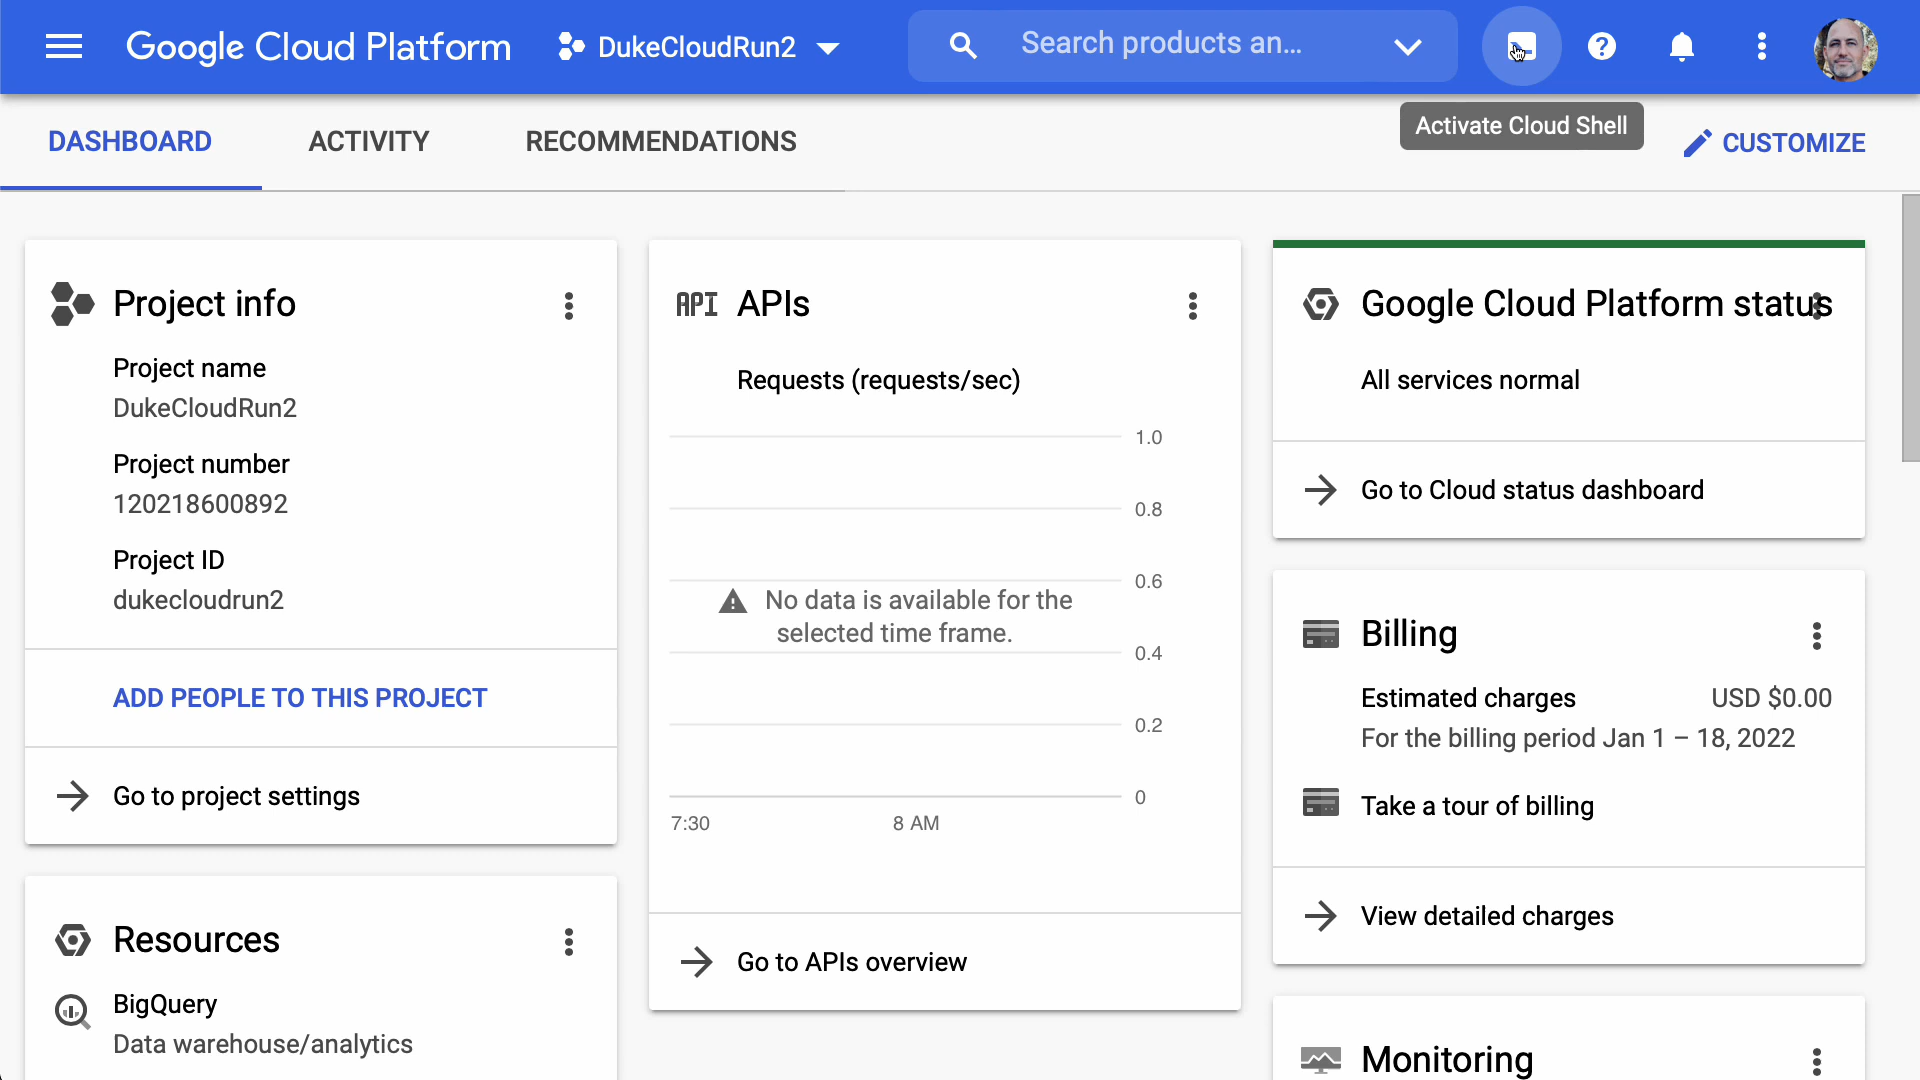 Google Cloud Platform
DukeCloudRun2
Search products an...
Activate Cloud Shell
DASHBOARD
ACTIVITY
RECOMMENDATIONS
CUSTOMIZE
Project info
Project name
DukeCloudRun2
Project number
120218600892
Project ID
dukecloudrun2
ADD PEOPLE TO THIS PROJECT
Go to project settings
Resources
BigQuery
Data warehouse/analytics
API
APIs
Requests (requests/sec)
1.0
0.8
0.6
No data is available for the
selected time frame.
0.4
0.2
0
7:30
8 AM
Go to APIs overview
Google Cloud Platform status
All services normal
Go to Cloud status dashboard
Billing
Estimated charges USD $0.00
For the billing period Jan 1 – 18, 2022
Take a tour of billing
View detailed charges
Monitoring